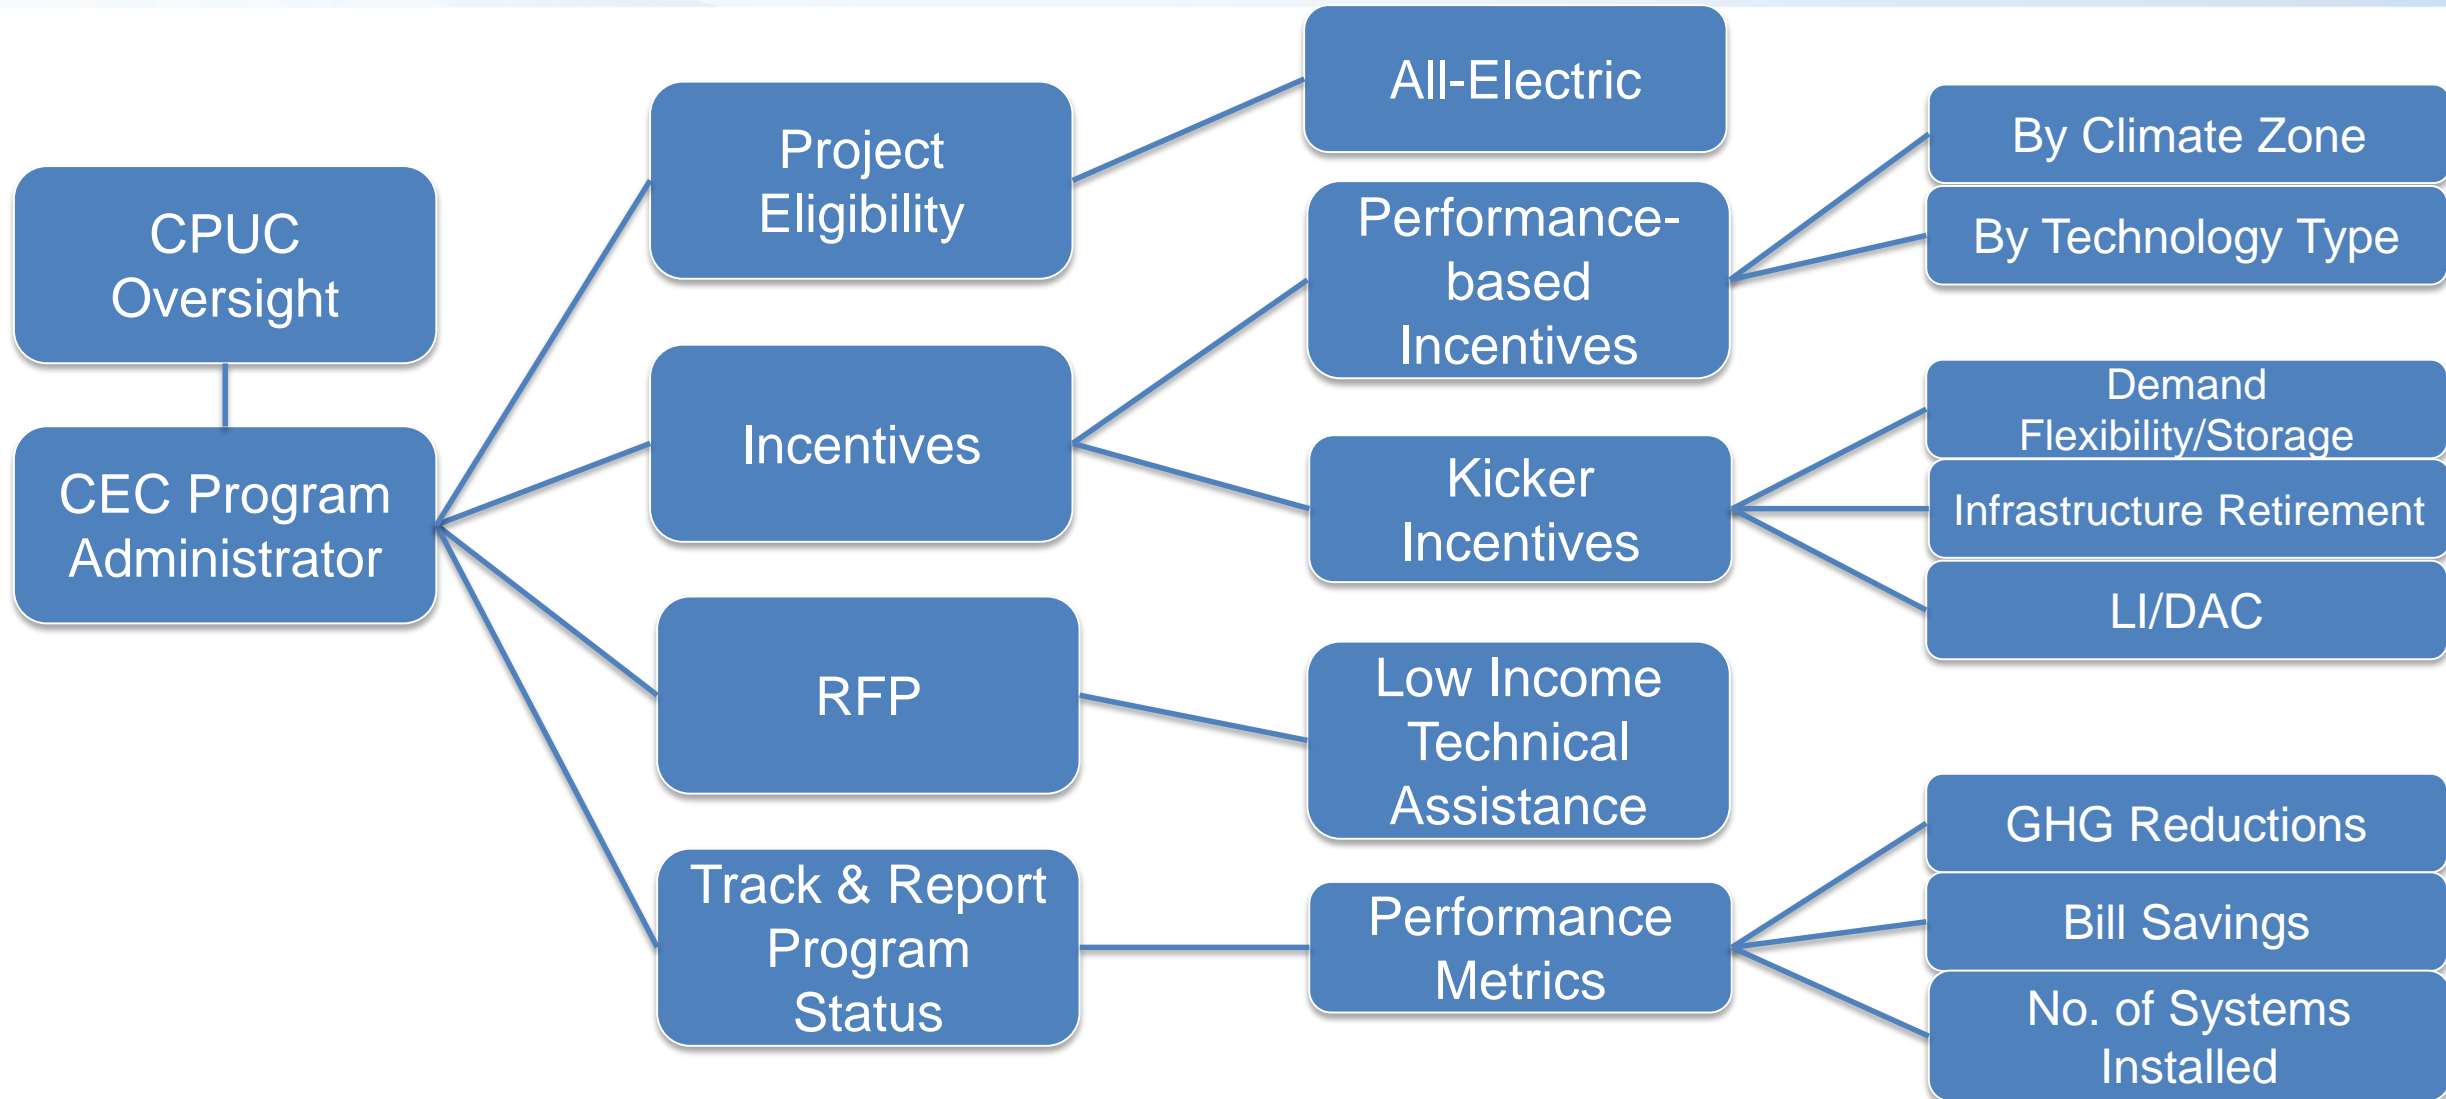 CPUC
Oversight
CEC Program
Administrator
Project
Eligibility
Incentives
RFP
Track & Report
Program
Status
All-Electric
Performance-
based
Incentives
Kicker
Incentives
Low Income
Technical
Assistance
Performance
Metrics
By Climate Zone
By Technology Type
Demand
Flexibility/Storage
Infrastructure Retirement
LI/DAC
GHG Reductions
Bill Savings
No. of Systems
Installed